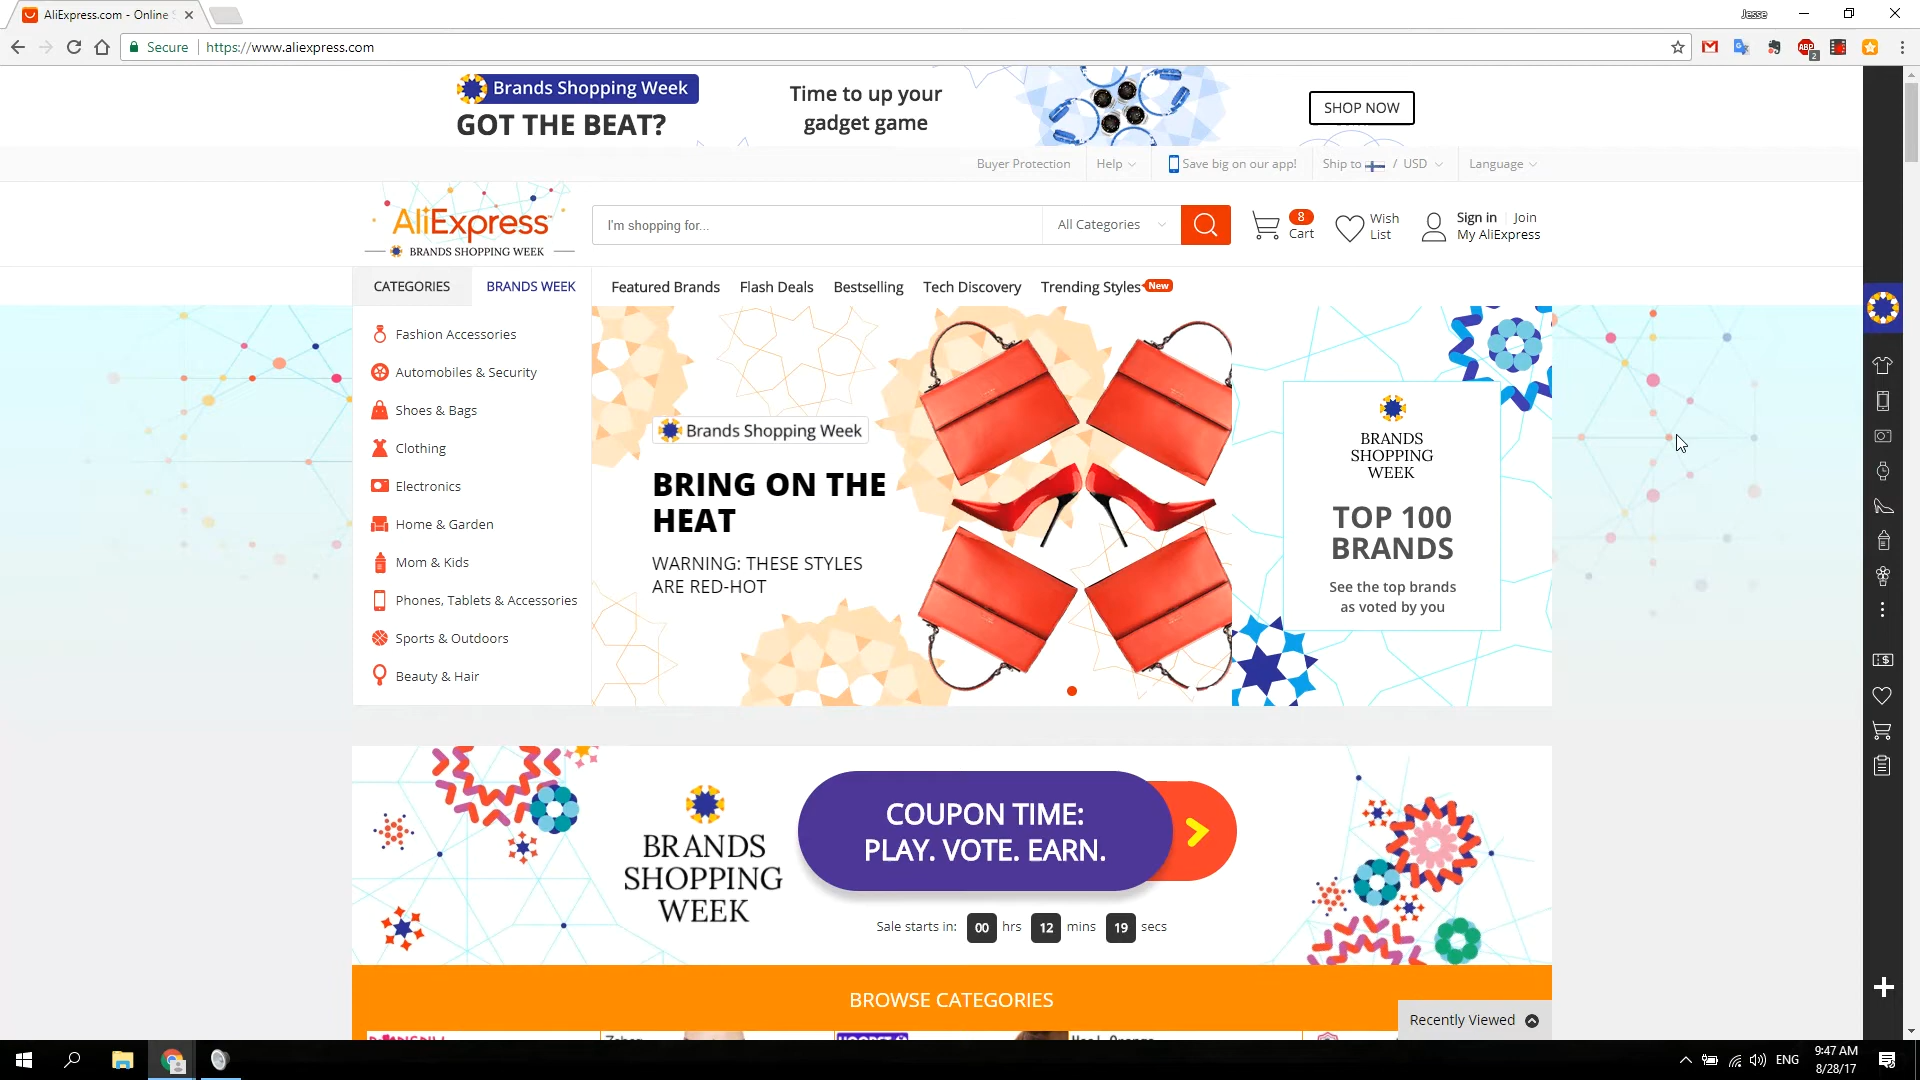 AliExpress.com - Online
Jesse
Secure
https://www.aliexpress.com
ABP
2
Brands Shopping Week
GOT THE BEAT?
Time to up your
gadget game
SHOP NOW
Buyer Protection
Help
Save big on our app!
Ship to / USD
Language
AliExpress
BRANDS SHOPPING WEEK
I'm shopping for...
All Categories
8
Cart
Wish
List
Sign in
Join
My AliExpress
CATEGORIES
BRANDS WEEK
Featured Brands
Flash Deals
Bestselling
Tech Discovery
Trending Styles
New
Fashion Accessories
Automobiles & Security
Shoes & Bags
Clothing
Electronics
Home & Garden
Mom & Kids
Phones, Tablets & Accessories
Sports & Outdoors
Beauty & Hair
Brands Shopping Week
BRING ON THE
HEAT
WARNING: THESE STYLES
ARE RED-HOT
BRANDS
SHOPPING
WEEK
TOP 100
BRANDS
See the top brands
as voted by you
BRANDS
SHOPPING
WEEK
COUPON TIME:
PLAY. VOTE. EARN.
Sale starts in: 00 hrs 12 mins 19 secs
BROWSE CATEGORIES
Recently Viewed
ENG
9:47 AM
8/28/17